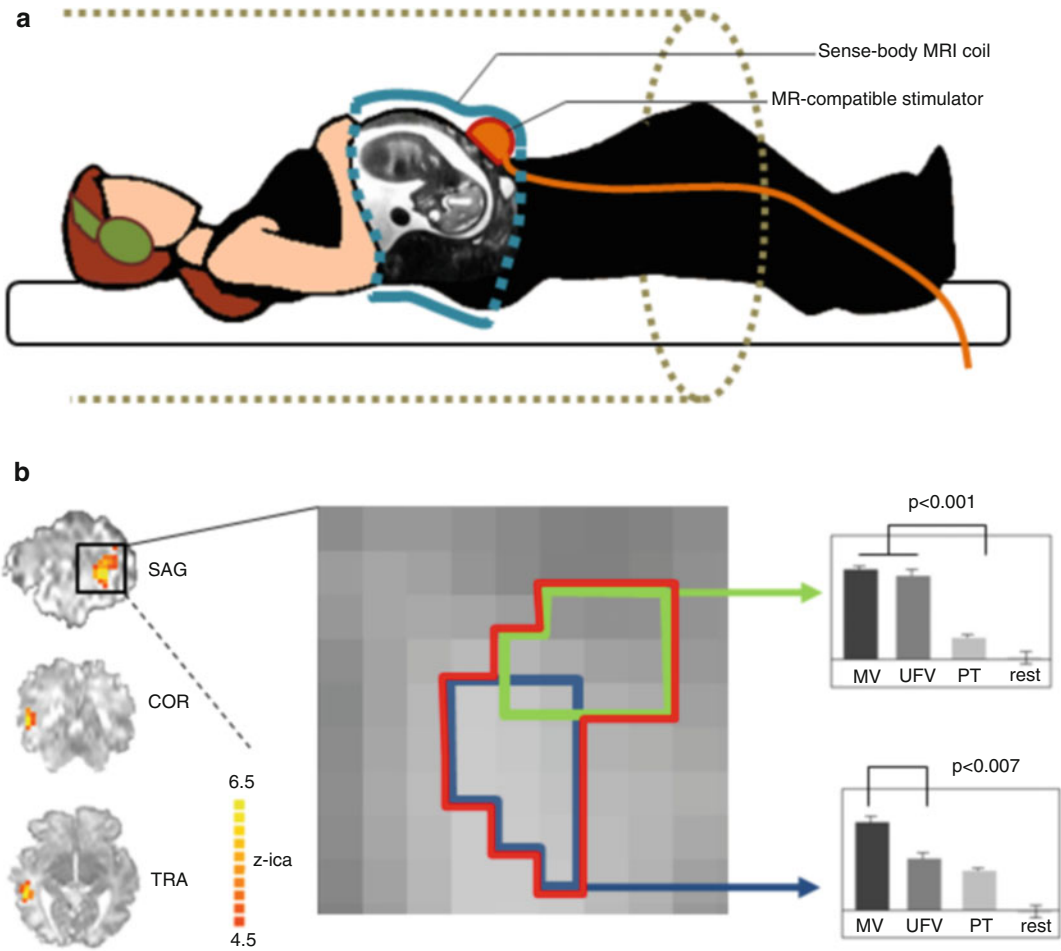 a
Sense-body MRI coil
MR-compatible stimulator
b
SAG
COR
TRA
6.5
z-ica
4.5
p<0.001
MV UFV PT rest
p<0.007
MV UFV PT rest